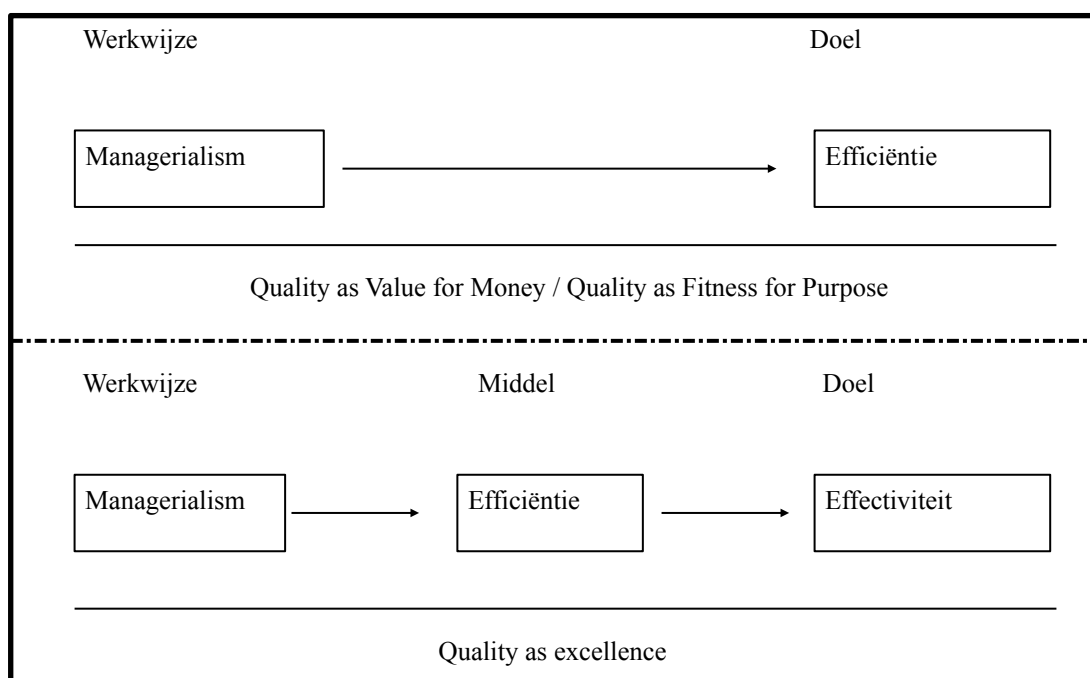 Werkwijze Doel
Managerialism Efficiëntie
Quality as Value for Money / Quality as Fitness for Purpose
Werkwijze Middel Doel
Managerialism Efficiëntie Effectiviteit
Quality as excellence